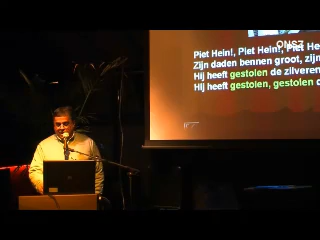 ONSZ
Piet Hein!, Piet Hein!, Piet Hein
Zijn daden bennen groot, zijn
Hij heeft gestolen de zilveren
Hij heeft gestolen, gestolen d